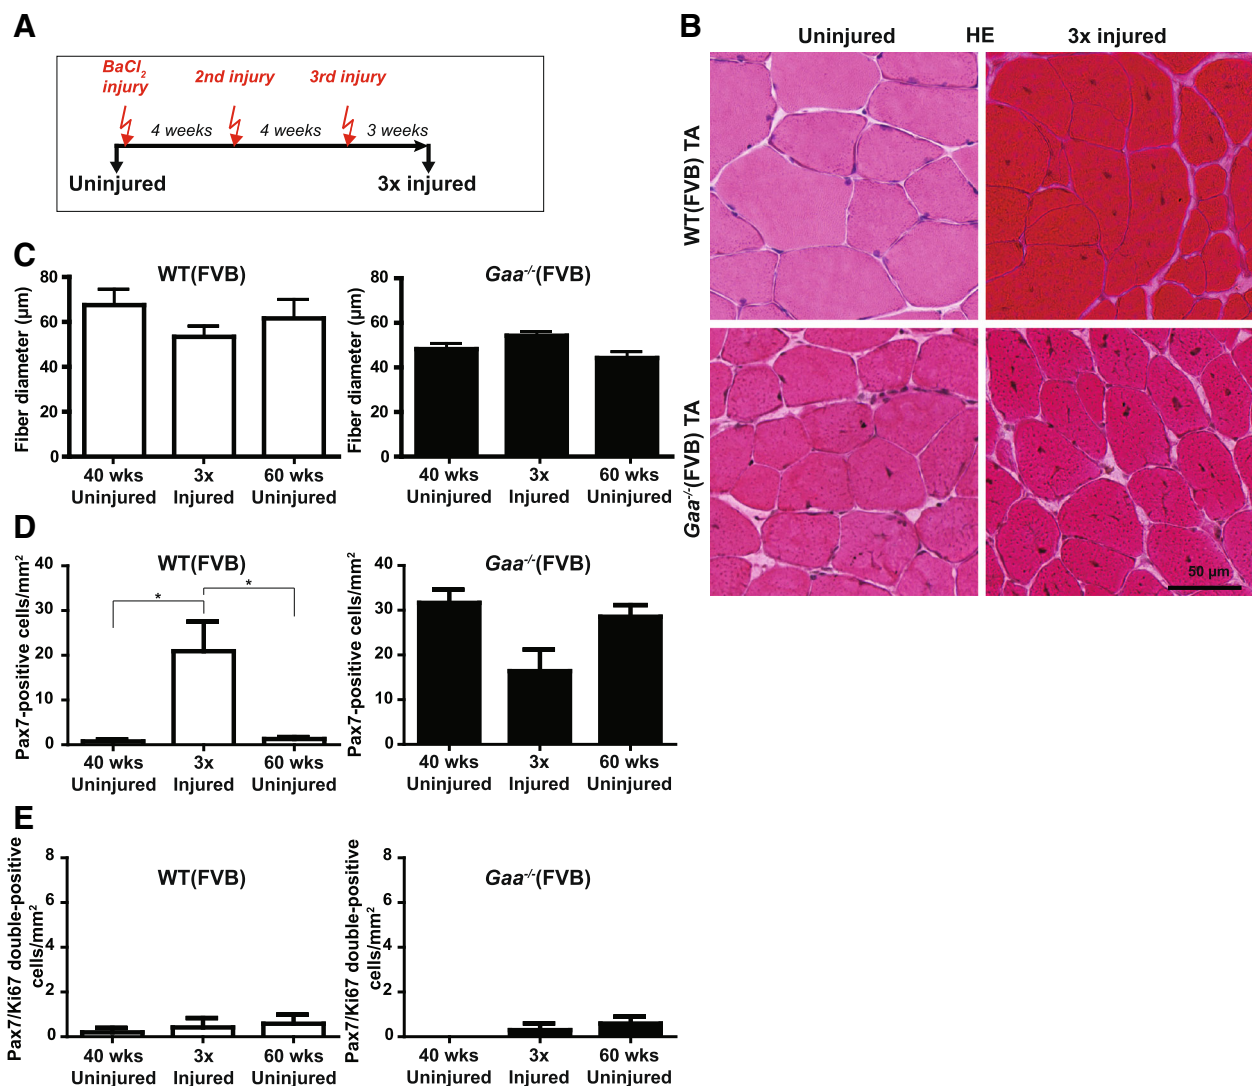 A
BaCl2
injury
2nd injury
3rd injury
4 weeks
4 weeks
3 weeks
Uninjured
3x injured
B
Uninjured
HE
3x injured
WT(FVB) TA
Gaa-/-(FVB) TA
50 µm
C
WT(FVB)
Fiber diameter (µm)
80
60
40
20
0
40 wks
Uninjured
3x
Injured
60 wks
Uninjured
Gaa-/-(FVB)
Fiber diameter (µm)
80
60
40
20
0
40 wks
Uninjured
3x
Injured
60 wks
Uninjured
D
WT(FVB)
Pax7-positive cells/mm2
40
30
20
10
0
*
*
40 wks
Uninjured
3x
Injured
60 wks
Uninjured
Gaa-/-(FVB)
Pax7-positive cells/mm2
40
30
20
10
0
40 wks
Uninjured
3x
Injured
60 wks
Uninjured
E
WT(FVB)
Pax7/Ki67 double-positive
cells/mm2
8
6
4
2
0
40 wks
Uninjured
3x
Injured
60 wks
Uninjured
Gaa-/-(FVB)
Pax7/Ki67 double-positive
cells/mm2
8
6
4
2
0
40 wks
Uninjured
3x
Injured
60 wks
Uninjured